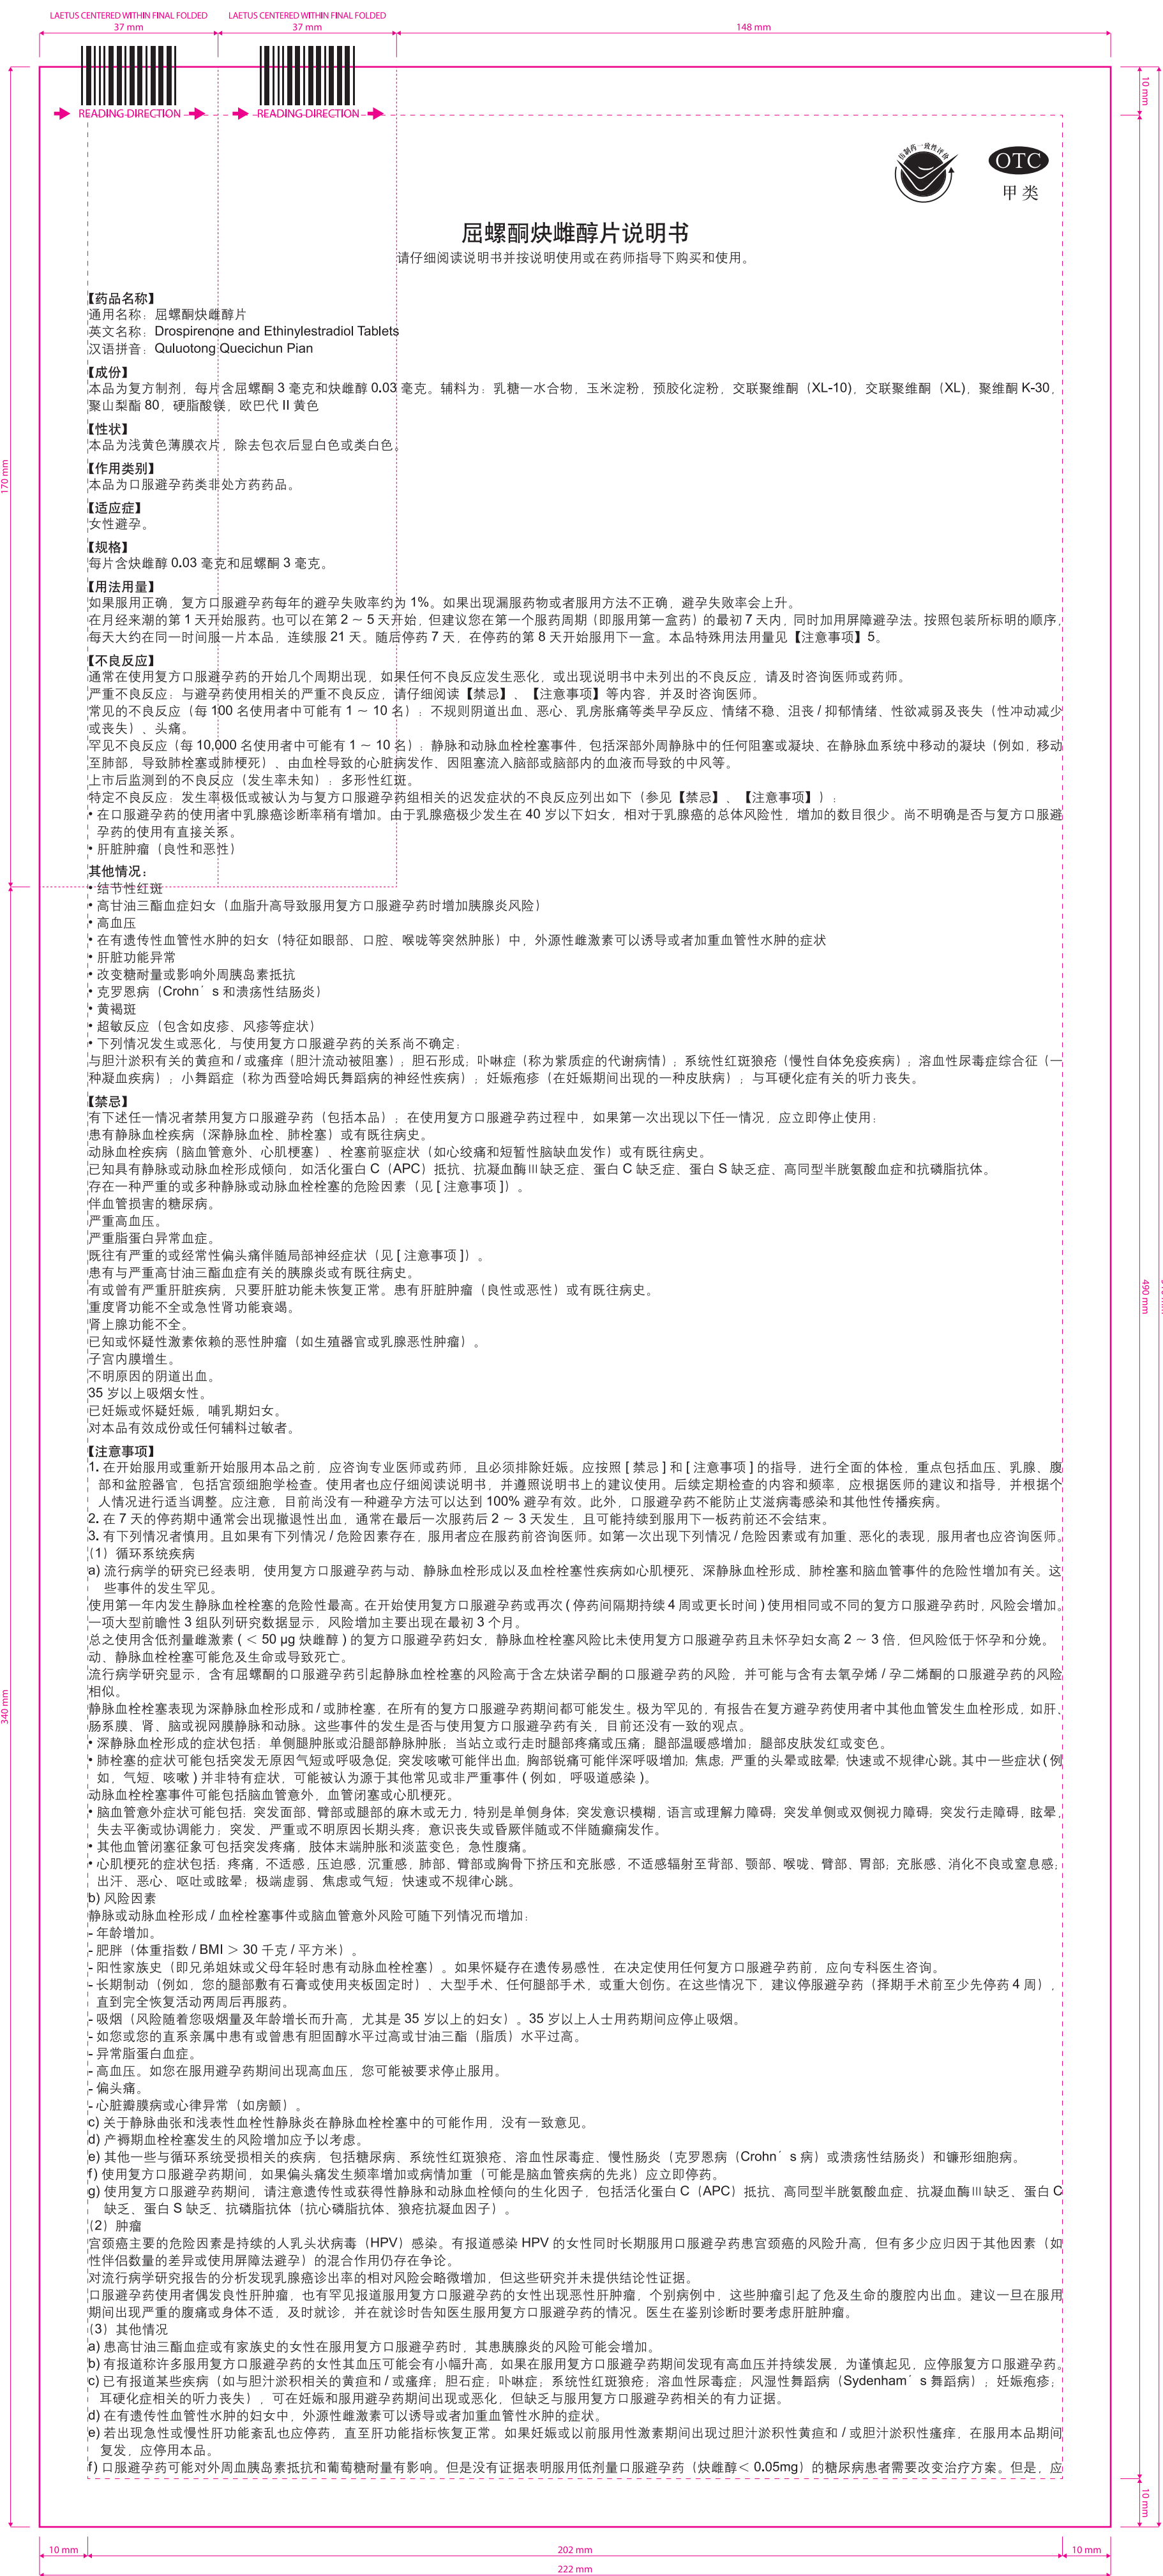 LAETUS CENTERED WITHIN FINAL FOLDED
LAETUS CENTERED WITHIN FINAL FOLDED
37 mm
37 mm
148 mm
READING DIRECTION
READING DIRECTION
10 mm
仿制药一致性评价
OTC
甲类
屈螺酮炔雌醇片说明书
请仔细阅读说明书并按说明使用或在药师指导下购买和使用。
【药品名称】
通用名称：屈螺酮炔雌醇片
英文名称：Drospirenone and Ethinylestradiol Tablets
汉语拼音：Quluotong Quecichun Pian
【成份】
本品为复方制剂，每片含屈螺酮 3 毫克和炔雌醇 0.03 毫克。辅料为：乳糖一水合物，玉米淀粉，预胶化淀粉，交联聚维酮（XL-10)，交联聚维酮（XL)，聚维酮 K-30，
聚山梨酯 80，硬脂酸镁，欧巴代 II 黄色
【性状】
本品为浅黄色薄膜衣片，除去包衣后显白色或类白色。
【作用类别】
本品为口服避孕药类非处方药药品。
170 mm
【适应症】
女性避孕。
【规格】
每片含炔雌醇 0.03 毫克和屈螺酮 3 毫克。
【用法用量】
如果服用正确，复方口服避孕药每年的避孕失败率约为 1%。如果出现漏服药物或者服用方法不正确，避孕失败率会上升。
在月经来潮的第 1 天开始服药。也可以在第 2 ~ 5 天开始，但建议您在第一个服药周期（即服用第一盒药）的最初 7 天内，同时加用屏障避孕法。按照包装所标明的顺序，
每天大约在同一时间服一片本品，连续服 21 天。随后停药 7 天，在停药的第 8 天开始服用下一盒。本品特殊用法用量见【注意事项】5。
【不良反应】
通常在使用复方口服避孕药的开始几个周期出现，如果任何不良反应发生恶化，或出现说明书中未列出的不良反应，请及时咨询医师或药师。
严重不良反应：与避孕药使用相关的严重不良反应，请仔细阅读【禁忌】、【注意事项】等内容，并及时咨询医师。
常见的不良反应（每 100 名使用者中可能有 1 ~ 10 名）：不规则阴道出血、恶心、乳房胀痛等类早孕反应、情绪不稳、沮丧 / 抑郁情绪、性欲减弱及丧失（性冲动减少
或丧失）、头痛。
罕见不良反应（每 10,000 名使用者中可能有 1 ~ 10 名）：静脉和动脉血栓栓塞事件，包括深部外周静脉中的任何阻塞或凝块、在静脉血系统中移动的凝块（例如，移动
至肺部，导致肺栓塞或肺梗死）、由血栓导致的心脏病发作、因阻塞流入脑部或脑部内的血液而导致的中风等。
上市后监测到的不良反应（发生率未知）：多形性红斑。
特定不良反应：发生率极低或被认为与复方口服避孕药组相关的迟发症状的不良反应列出如下（参见【禁忌】、【注意事项】）：
• 在口服避孕药的使用者中乳腺癌诊断率稍有增加。由于乳腺癌极少发生在 40 岁以下妇女，相对于乳腺癌的总体风险性，增加的数目很少。尚不明确是否与复方口服避
孕药的使用有直接关系。
• 肝脏肿瘤（良性和恶性）
其他情况：
• 结节性红斑
• 高甘油三酯血症妇女（血脂升高导致服用复方口服避孕药时增加胰腺炎风险）
• 高血压
• 在有遗传性血管性水肿的妇女（特征如眼部、口腔、喉咙等突然肿胀）中，外源性雌激素可以诱导或者加重血管性水肿的症状
• 肝脏功能异常
• 改变糖耐量或影响外周胰岛素抵抗
• 克罗恩病（Crohn′s 和溃疡性结肠炎）
• 黄褐斑
• 超敏反应（包含如皮疹、风疹等症状）
• 下列情况发生或恶化，与使用复方口服避孕药的关系尚不确定：
与胆汁淤积有关的黄疸和 / 或瘙痒（胆汁流动被阻塞）；胆石形成；卟啉症（称为紫质症的代谢病情）；系统性红斑狼疮（慢性自体免疫疾病）；溶血性尿毒症综合征（一
种凝血疾病）；小舞蹈症（称为西登哈姆氏舞蹈病的神经性疾病）；妊娠疱疹（在妊娠期间出现的一种皮肤病）；与耳硬化症有关的听力丧失。
【禁忌】
有下述任一情况者禁用复方口服避孕药（包括本品）；在使用复方口服避孕药过程中，如果第一次出现以下任一情况，应立即停止使用：
患有静脉血栓疾病（深静脉血栓、肺栓塞）或有既往病史。
动脉血栓疾病（脑血管意外、心肌梗塞）、栓塞前驱症状（如心绞痛和短暂性脑缺血发作）或有既往病史。
已知具有静脉或动脉血栓形成倾向，如活化蛋白 C（APC）抵抗、抗凝血酶Ⅲ缺乏症、蛋白 C 缺乏症、蛋白 S 缺乏症、高同型半胱氨酸血症和抗磷脂抗体。
存在一种严重的或多种静脉或动脉血栓栓塞的危险因素（见 [ 注意事项 ]）。
伴血管损害的糖尿病。
严重高血压。
严重脂蛋白异常血症。
既往有严重的或经常性偏头痛伴随局部神经症状（见 [ 注意事项 ]）。
患有与严重高甘油三酯血症有关的胰腺炎或有既往病史。
有或曾有严重肝脏疾病，只要肝脏功能未恢复正常。患有肝脏肿瘤（良性或恶性）或有既往病史。
重度肾功能不全或急性肾功能衰竭。
490 mm
肾上腺功能不全。
已知或怀疑性激素依赖的恶性肿瘤（如生殖器官或乳腺恶性肿瘤）。
子宫内膜增生。
不明原因的阴道出血。
35 岁以上吸烟女性。
已妊娠或怀疑妊娠，哺乳期妇女。
对本品有效成份或任何辅料过敏者。
【注意事项】
1. 在开始服用或重新开始服用本品之前，应咨询专业医师或药师，且必须排除妊娠。应按照 [ 禁忌 ] 和 [ 注意事项 ] 的指导，进行全面的体检，重点包括血压、乳腺、腹
部和盆腔器官，包括宫颈细胞学检查。使用者也应仔细阅读说明书，并遵照说明书上的建议使用。后续定期检查的内容和频率，应根据医师的建议和指导，并根据个
人情况进行适当调整。应注意，目前尚没有一种避孕方法可以达到 100% 避孕有效。此外，口服避孕药不能防止艾滋病毒感染和其他性传播疾病。
2. 在 7 天的停药期中通常会出现撤退性出血，通常在最后一次服药后 2 ~ 3 天发生，且可能持续到服用下一板药前还不会结束。
3. 有下列情况者慎用。且如果有下列情况 / 危险因素存在，服用者应在服药前咨询医师。如第一次出现下列情况 / 危险因素或有加重、恶化的表现，服用者也应咨询医师。
（1）循环系统疾病
a) 流行病学的研究已经表明，使用复方口服避孕药与动、静脉血栓形成以及血栓栓塞性疾病如心肌梗死、深静脉血栓形成、肺栓塞和脑血管事件的危险性增加有关。这
些事件的发生罕见。
使用第一年内发生静脉血栓栓塞的危险性最高。在开始使用复方口服避孕药或再次 ( 停药间隔期持续 4 周或更长时间 ) 使用相同或不同的复方口服避孕药时，风险会增加。
一项大型前瞻性 3 组队列研究数据显示，风险增加主要出现在最初 3 个月。
总之使用含低剂量雌激素 ( ＜ 50 μg 炔雌醇 ) 的复方口服避孕药妇女，静脉血栓栓塞风险比未使用复方口服避孕药且未怀孕妇女高 2 ~ 3 倍，但风险低于怀孕和分娩。
动、静脉血栓栓塞可能危及生命或导致死亡。
流行病学研究显示，含有屈螺酮的口服避孕药引起静脉血栓栓塞的风险高于含左炔诺孕酮的口服避孕药的风险，并可能与含有去氧孕烯 / 孕二烯酮的口服避孕药的风险
相似。
340 mm
静脉血栓栓塞表现为深静脉血栓形成和 / 或肺栓塞，在所有的复方口服避孕药期间都可能发生。极为罕见的，有报告在复方避孕药使用者中其他血管发生血栓形成，如肝、
肠系膜、肾、脑或视网膜静脉和动脉。这些事件的发生是否与使用复方口服避孕药有关，目前还没有一致的观点。
• 深静脉血栓形成的症状包括：单侧腿肿胀或沿腿部静脉肿胀；当站立或行走时腿部疼痛或压痛；腿部温暖感增加；腿部皮肤发红或变色。
• 肺栓塞的症状可能包括突发无原因气短或呼吸急促；突发咳嗽可能伴出血；胸部锐痛可能伴深呼吸增加；焦虑；严重的头晕或眩晕；快速或不规律心跳。其中一些症状 ( 例
如，气短、咳嗽 ) 并非特有症状，可能被认为源于其他常见或非严重事件 ( 例如，呼吸道感染 )。
动脉血栓栓塞事件可能包括脑血管意外，血管闭塞或心肌梗死。
• 脑血管意外症状可能包括：突发面部、臂部或腿部的麻木或无力，特别是单侧身体；突发意识模糊，语言或理解力障碍；突发单侧或双侧视力障碍；突发行走障碍，眩晕，
失去平衡或协调能力；突发、严重或不明原因长期头疼；意识丧失或昏厥伴随或不伴随癫痫发作。
• 其他血管闭塞征象可包括突发疼痛，肢体末端肿胀和淡蓝变色；急性腹痛。
• 心肌梗死的症状包括：疼痛，不适感，压迫感，沉重感，肺部、臂部或胸骨下挤压和充胀感，不适感辐射至背部、颚部、喉咙、臂部、胃部；充胀感、消化不良或窒息感；
出汗、恶心、呕吐或眩晕；极端虚弱、焦虑或气短；快速或不规律心跳。
b) 风险因素
静脉或动脉血栓形成 / 血栓栓塞事件或脑血管意外风险可随下列情况而增加：
- 年龄增加。
- 肥胖（体重指数 / BMI ＞ 30 千克 / 平方米）。
- 阳性家族史（即兄弟姐妹或父母年轻时患有动脉血栓栓塞）。如果怀疑存在遗传易感性，在决定使用任何复方口服避孕药前，应向专科医生咨询。
- 长期制动（例如，您的腿部敷有石膏或使用夹板固定时）、大型手术、任何腿部手术，或重大创伤。在这些情况下，建议停服避孕药（择期手术前至少先停药 4 周），
直到完全恢复活动两周后再服药。
- 吸烟（风险随着您吸烟量及年龄增长而升高，尤其是 35 岁以上的妇女）。35 岁以上人士用药期间应停止吸烟。
- 如您或您的直系亲属中患有或曾患有胆固醇水平过高或甘油三酯（脂质）水平过高。
- 异常脂蛋白血症。
- 高血压。如您在服用避孕药期间出现高血压，您可能被要求停止服用。
- 偏头痛。
- 心脏瓣膜病或心律异常（如房颤）。
c) 关于静脉曲张和浅表性血栓性静脉炎在静脉血栓栓塞中的可能作用，没有一致意见。
d) 产褥期血栓栓塞发生的风险增加应予以考虑。
e) 其他一些与循环系统受损相关的疾病，包括糖尿病、系统性红斑狼疮、溶血性尿毒症、慢性肠炎（克罗恩病（Crohn′s 病）或溃疡性结肠炎）和镰形细胞病。
f) 使用复方口服避孕药期间，如果偏头痛发生频率增加或病情加重（可能是脑血管疾病的先兆）应立即停药。
g) 使用复方口服避孕药期间，请注意遗传性或获得性静脉和动脉血栓倾向的生化因子，包括活化蛋白 C（APC）抵抗、高同型半胱氨酸血症、抗凝血酶Ⅲ缺乏、蛋白 C
缺乏、蛋白 S 缺乏、抗磷脂抗体（抗心磷脂抗体、狼疮抗凝血因子）。
（2）肿瘤
宫颈癌主要的危险因素是持续的人乳头状病毒（HPV）感染。有报道感染 HPV 的女性同时长期服用口服避孕药患宫颈癌的风险升高，但有多少应归因于其他因素（如
性伴侣数量的差异或使用屏障法避孕）的混合作用仍存在争论。
对流行病学研究的分析发现乳腺癌诊出率的相对风险会略微增加，但这些研究并未提供结论性证据。
口服避孕药使用者偶发良性肝肿瘤，也有罕见报道服用复方口服避孕药的女性出现恶性肝肿瘤，个别病例中，这些肿瘤引起了危及生命的腹腔内出血。建议一旦在服用
期间出现严重的腹痛或身体不适，及时就诊，并在就诊时告知医生服用复方口服避孕药的情况。医生在鉴别诊断时要考虑肝脏肿瘤。
（3）其他情况
a) 患高甘油三酯血症或有家族史的女性在服用复方口服避孕药时，其患胰腺炎的风险可能会增加。
b) 有报道称许多服用复方口服避孕药的女性其血压可能会有小幅升高，如果在服用复方口服避孕药期间发现有高血压并持续发展，为谨慎起见，应停服复方口服避孕药。
c) 已有报道某些疾病（如与胆汁淤积相关的黄疸和 / 或瘙痒；胆石症；卟啉症；系统性红斑狼疮；溶血性尿毒症；风湿性舞蹈病（Sydenham′s 舞蹈病）；妊娠疱疹；
耳硬化症相关的听力丧失），可在妊娠和服用避孕药期间出现或恶化，但缺乏与服用复方口服避孕药相关的有力证据。
d) 在有遗传性血管性水肿的妇女中，外源性雌激素可以诱导或者加重血管性水肿的症状。
e) 若出现急性或慢性肝功能紊乱也应停药，直至肝功能指标恢复正常。如果妊娠或以前服用性激素期间出现过胆汁淤积性黄疸和 / 或胆汁淤积性瘙痒，在服用本品期间
复发，应停用本品。
f) 口服避孕药可能对外周血胰岛素抵抗和葡萄糖耐量有影响。但是没有证据表明服用低剂量口服避孕药（炔雌醇＜ 0.05mg）的糖尿病患者需要改变治疗方案。但是，应
10 mm
10 mm
202 mm
10 mm
222 mm